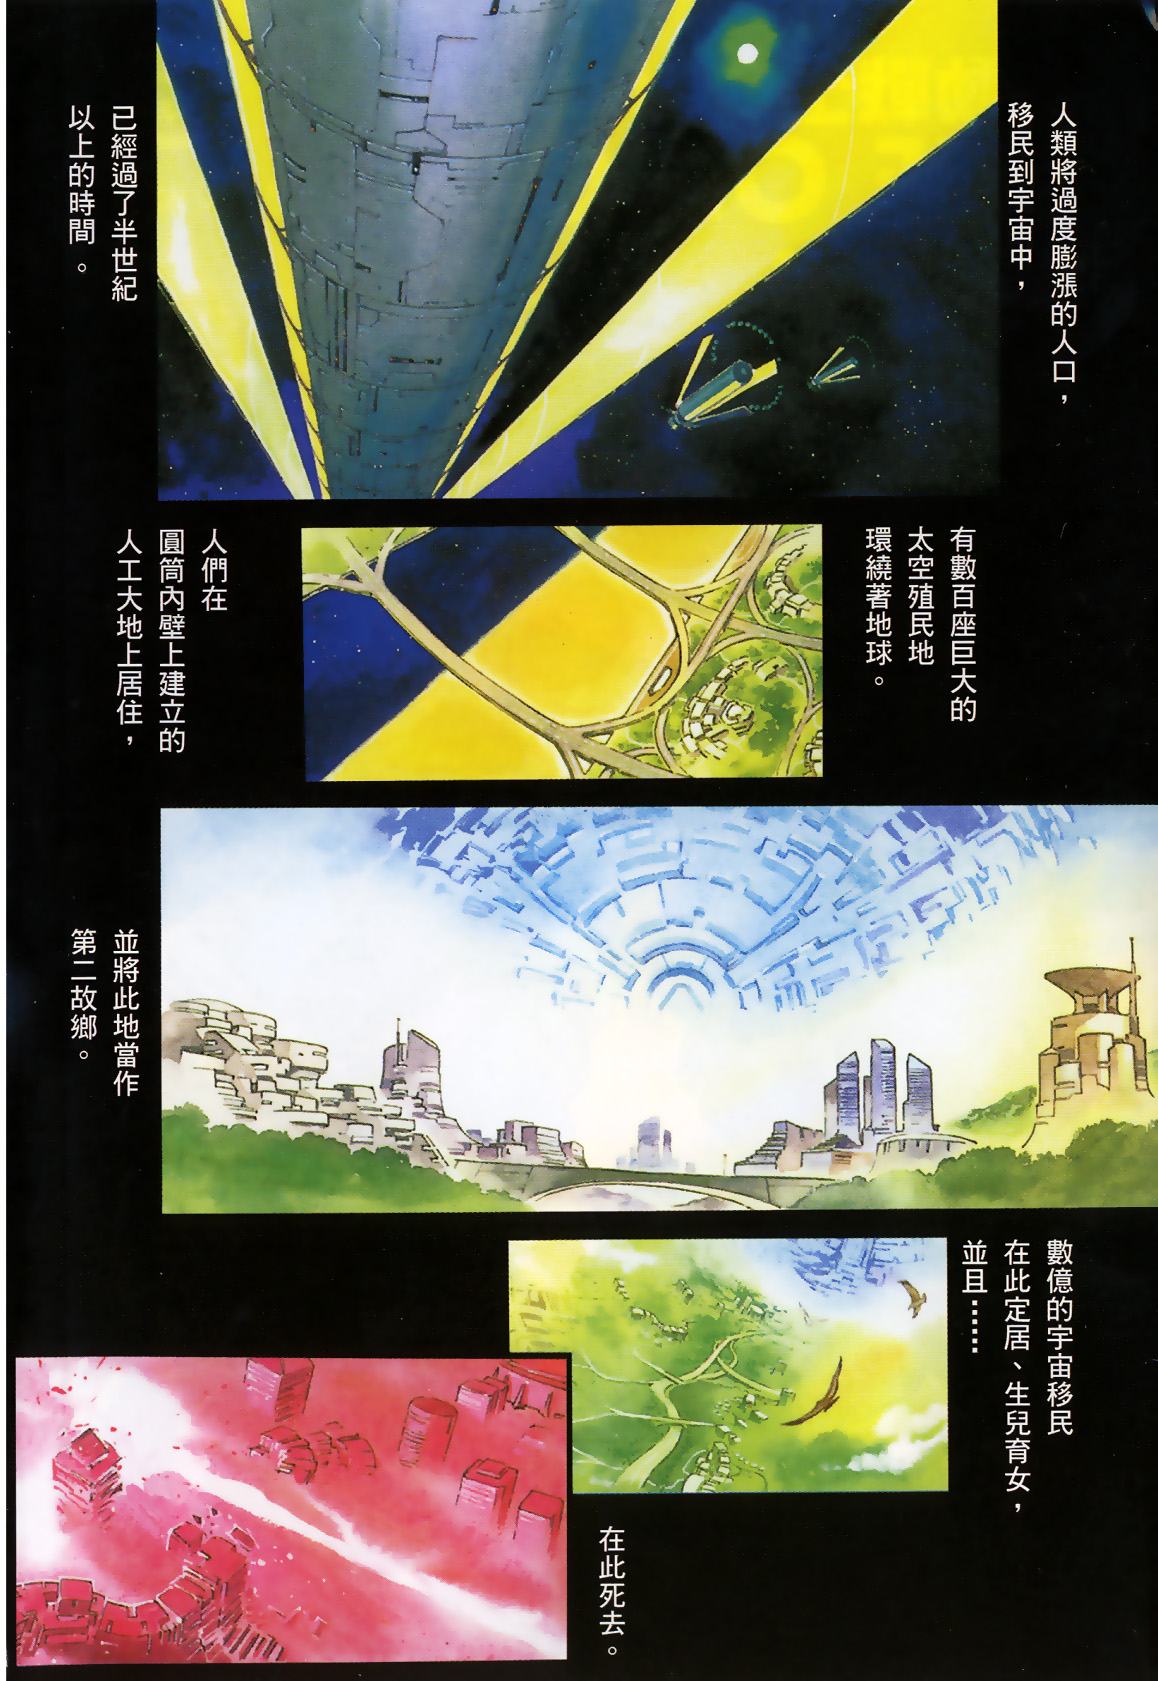 人類將過度膨漲的人口，
移民到宇宙中，
已經過了半世紀
以上的時間。
有數百座巨大的
太空殖民地
環繞著地球。
人們在
圓筒內壁上建立的
人工大地上居住，
並將此地當作
第二故鄉。
數億的宇宙移民
在此定居、生兒育女，
並且……
在此死去。